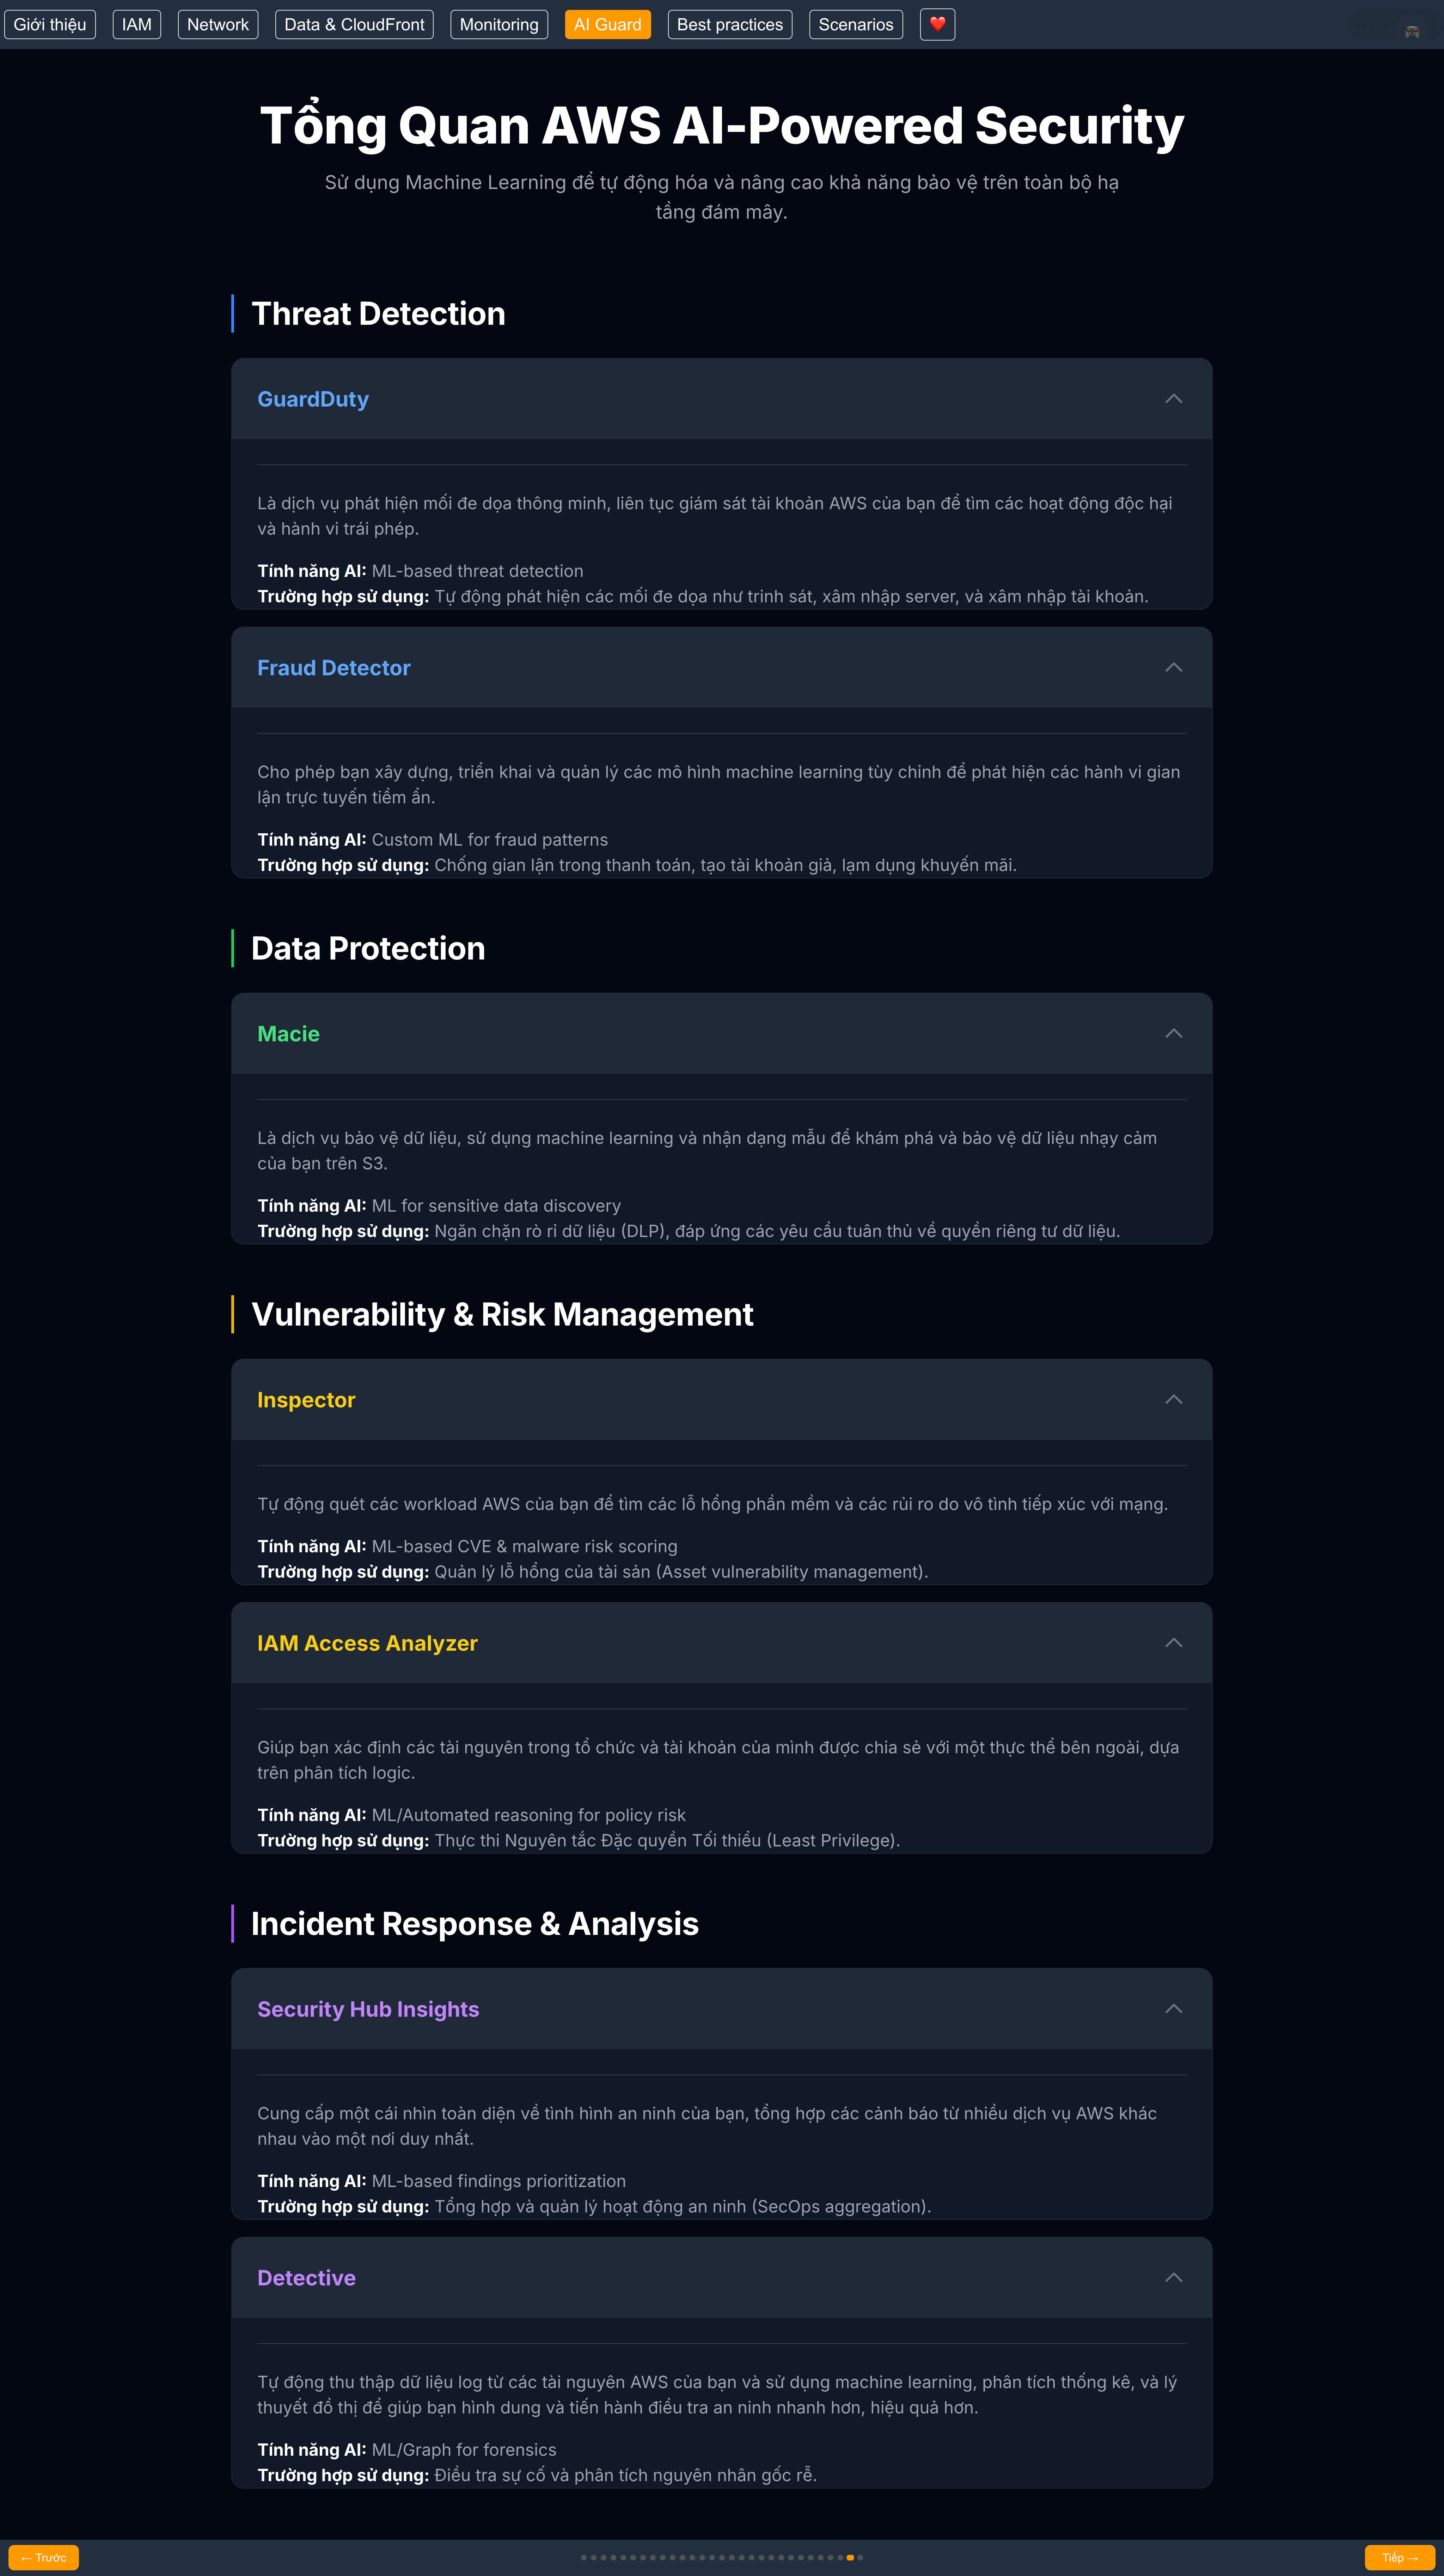 Giới thiệu
IAM
Network
Data & CloudFront
Monitoring
AI Guard
Best practices
Scenarios
Tổng Quan AWS AI-Powered Security
Sử dụng Machine Learning để tự động hóa và nâng cao khả năng bảo vệ trên toàn bộ hạ
tầng đám mây.
Threat Detection
GuardDuty
Là dịch vụ phát hiện mối đe dọa thông minh, liên tục giám sát tài khoản AWS của bạn để tìm các hoạt động độc hại
và hành vi trái phép.
Tính năng AI: ML-based threat detection
Trường hợp sử dụng: Tự động phát hiện các mối đe dọa như trinh sát, xâm nhập server, và xâm nhập tài khoản.
Fraud Detector
Cho phép bạn xây dựng, triển khai và quản lý các mô hình machine learning tùy chỉnh để phát hiện các hành vi gian
lận trực tuyến tiềm ẩn.
Tính năng AI: Custom ML for fraud patterns
Trường hợp sử dụng: Chống gian lận trong thanh toán, tạo tài khoản giả, lạm dụng khuyến mãi.
Data Protection
Macie
Là dịch vụ bảo vệ dữ liệu, sử dụng machine learning và nhận dạng mẫu để khám phá và bảo vệ dữ liệu nhạy cảm
của bạn trên S3.
Tính năng AI: ML for sensitive data discovery
Trường hợp sử dụng: Ngăn chặn rò rỉ dữ liệu (DLP), đáp ứng các yêu cầu tuân thủ về quyền riêng tư dữ liệu.
Vulnerability & Risk Management
Inspector
Tự động quét các workload AWS của bạn để tìm các lỗ hổng phần mềm và các rủi ro do vô tình tiếp xúc với mạng.
Tính năng AI: ML-based CVE & malware risk scoring
Trường hợp sử dụng: Quản lý lỗ hổng của tài sản (Asset vulnerability management).
IAM Access Analyzer
Giúp bạn xác định các tài nguyên trong tổ chức và tài khoản của mình được chia sẻ với một thực thể bên ngoài, dựa
trên phân tích logic.
Tính năng AI: ML/Automated reasoning for policy risk
Trường hợp sử dụng: Thực thi Nguyên tắc Đặc quyền Tối thiểu (Least Privilege).
Incident Response & Analysis
Security Hub Insights
Cung cấp một cái nhìn toàn diện về tình hình an ninh của bạn, tổng hợp các cảnh báo từ nhiều dịch vụ AWS khác
nhau vào một nơi duy nhất.
Tính năng AI: ML-based findings prioritization
Trường hợp sử dụng: Tổng hợp và quản lý hoạt động an ninh (SecOps aggregation).
Detective
Tự động thu thập dữ liệu log từ các tài nguyên AWS của bạn và sử dụng machine learning, phân tích thống kê, và lý
thuyết đồ thị để giúp bạn hình dung và tiến hành điều tra an ninh nhanh hơn, hiệu quả hơn.
Tính năng AI: ML/Graph for forensics
Trường hợp sử dụng: Điều tra sự cố và phân tích nguyên nhân gốc rễ.
← Trước
Tiếp →